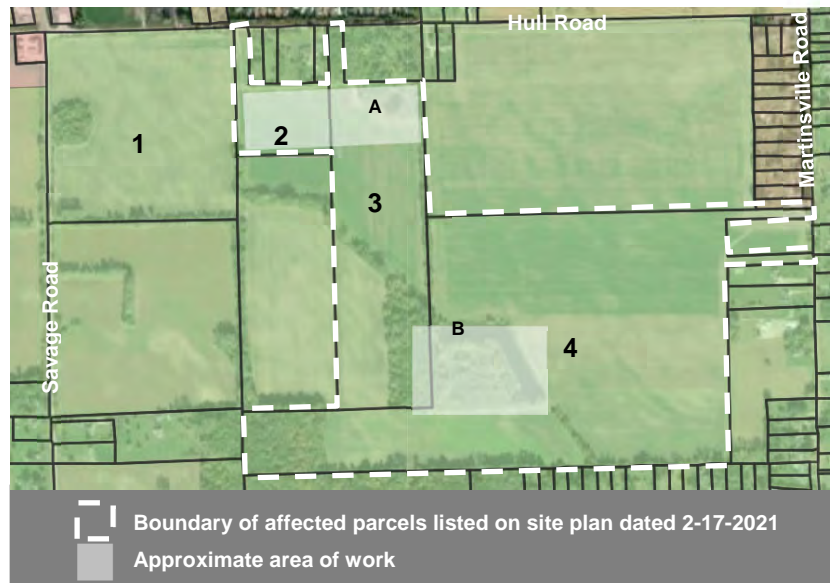 Hull Road
Martinsville Road
A
2
1
3
Savage Road
B
4
Boundary of affected parcels listed on site plan dated 2-17-2021
Approximate area of work